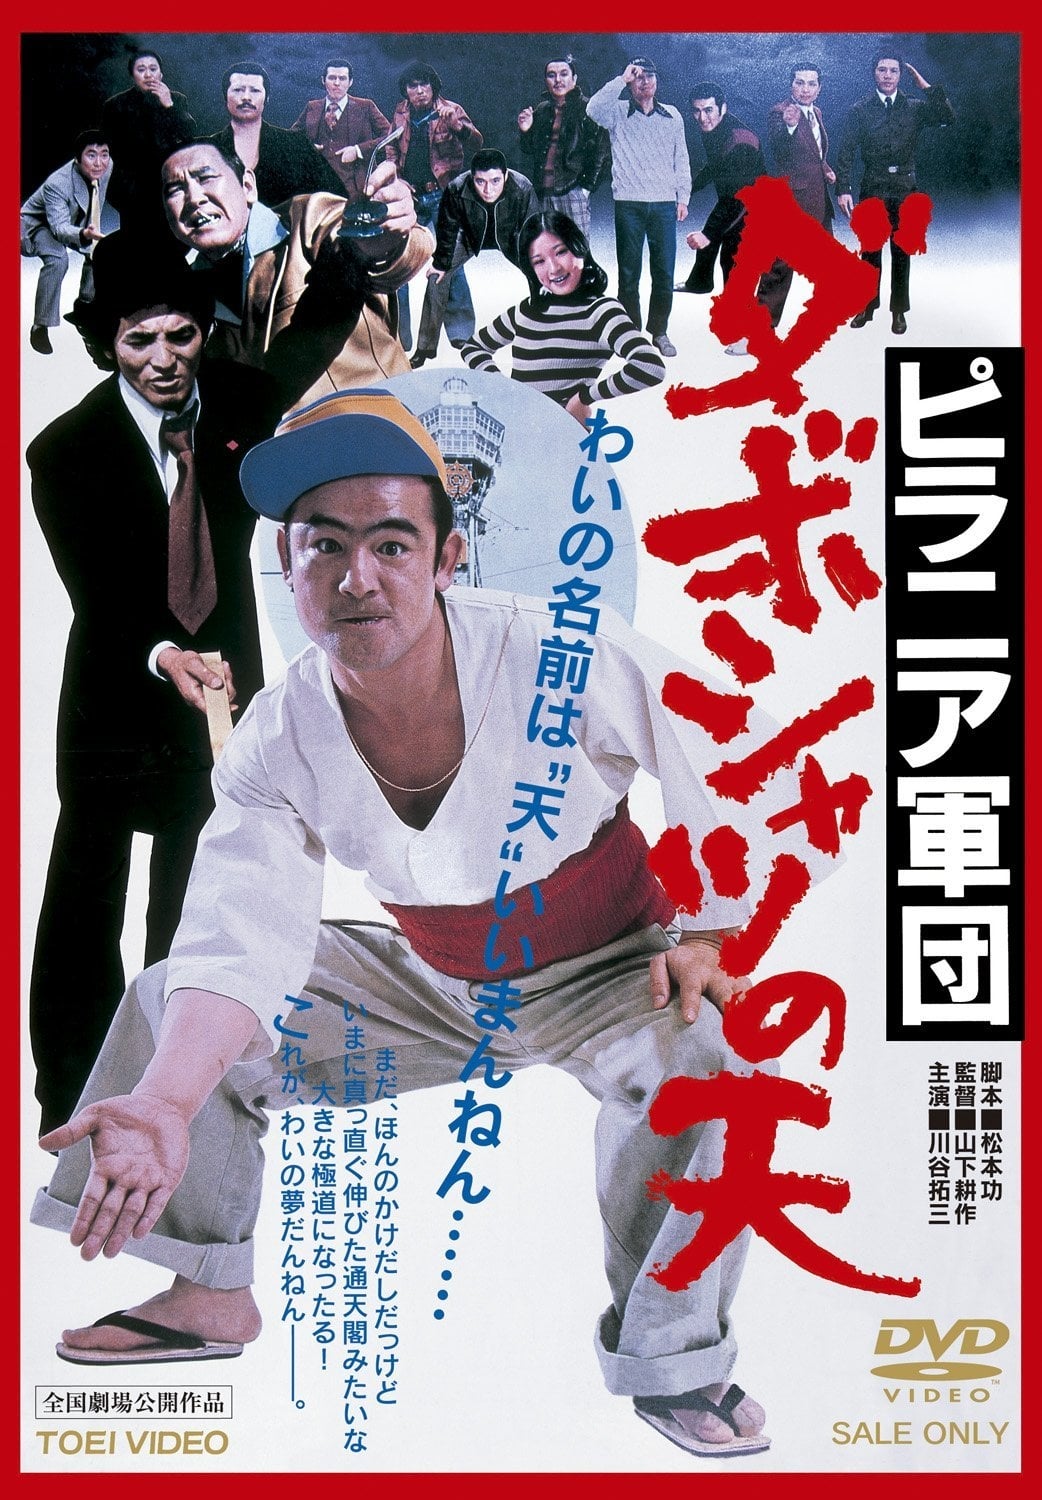 ピラニア軍団
ダボシャツの天
わいの名前は〝天〟いいまんねん……
まだ、ほんのかけだしだっけど
いまに真っ直ぐ伸びた通天閣みたいな
大きな極道になったる!
これが、わいの夢だんねん——。
脚本■松本功
監督■山下耕作
主演■川谷拓三
DVD
VIDEO
™
SALE ONLY
全国劇場公開作品
TOEI VIDEO